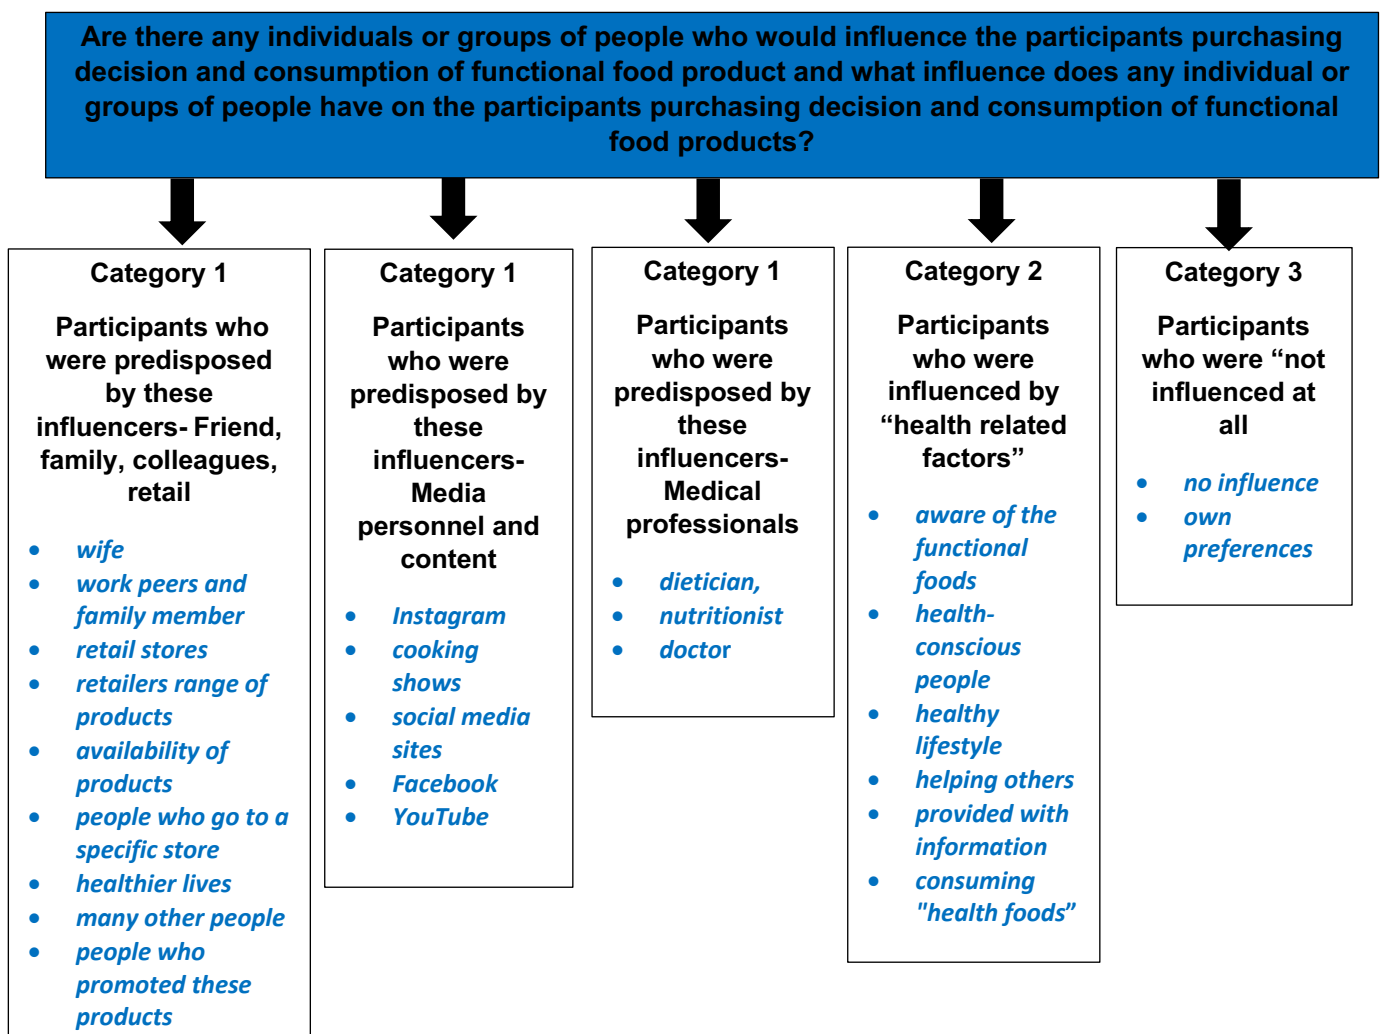 Are there any individuals or groups of people who would influence the participants purchasing
decision and consumption of functional food product and what influence does any individual or
groups of people have on the participants purchasing decision and consumption of functional
food products?
Category 1
Participants who
were predisposed
by these
influencers- Friend,
family, colleagues,
retail
• wife
• work peers and
family member
• retail stores
• retailers range of
products
• availability of
products
• people who go to a
specific store
• healthier lives
• many other people
• people who
promoted these
products
Category 1
Participants
who were
predisposed by
these
influencers-
Media
personnel and
content
• Instagram
• cooking
shows
• social media
sites
• Facebook
• YouTube
Category 1
Participants
who were
predisposed by
these
influencers-
Medical
professionals
• dietician,
• nutritionist
• doctor
Category 2
Participants
who were
influenced by
“health related
factors”
• aware of the
functional
foods
• health-
conscious
people
• healthy
lifestyle
• helping others
• provided with
information
• consuming
"health foods”
Category 3
Participants
who were “not
influenced at
all
• no influence
• own
preferences